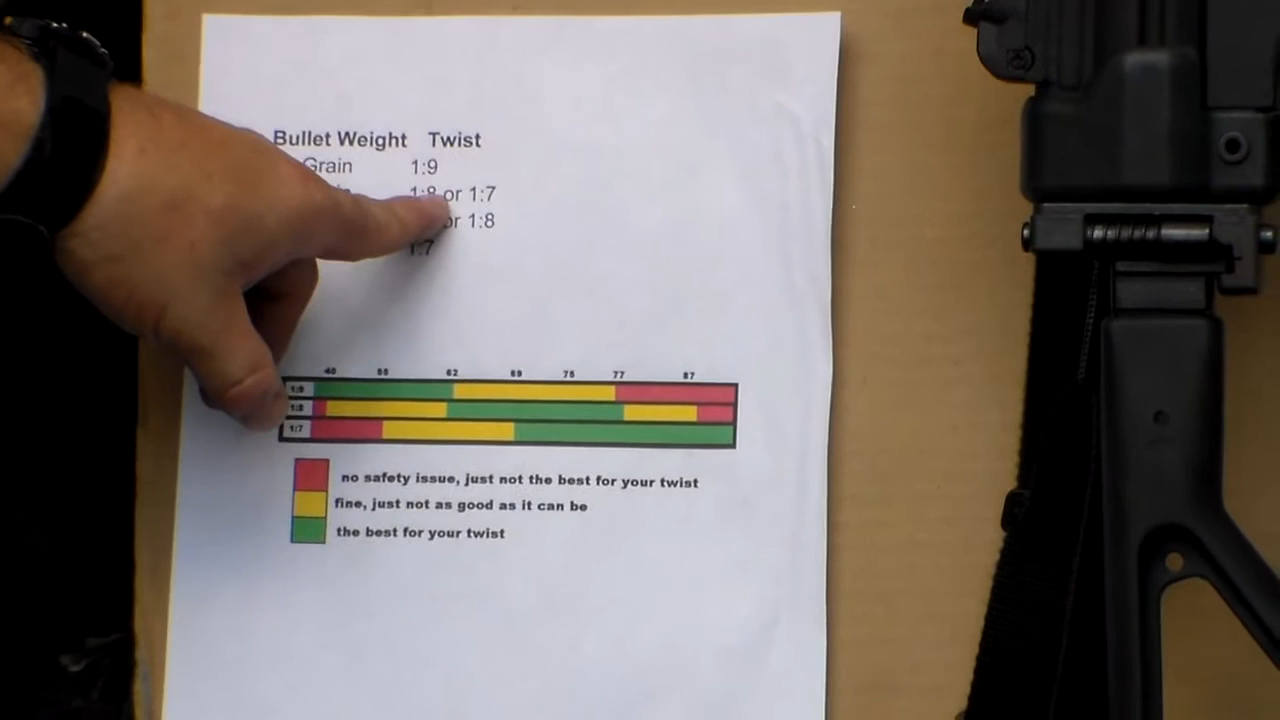 Bullet Weight Twist
Grain 1:9
1:8 or 1:7
or 1:8
1:7
40 55 62 69 75 77 87
1:9
1:8
1:7
no safety issue, just not the best for your twist
fine, just not as good as it can be
the best for your twist